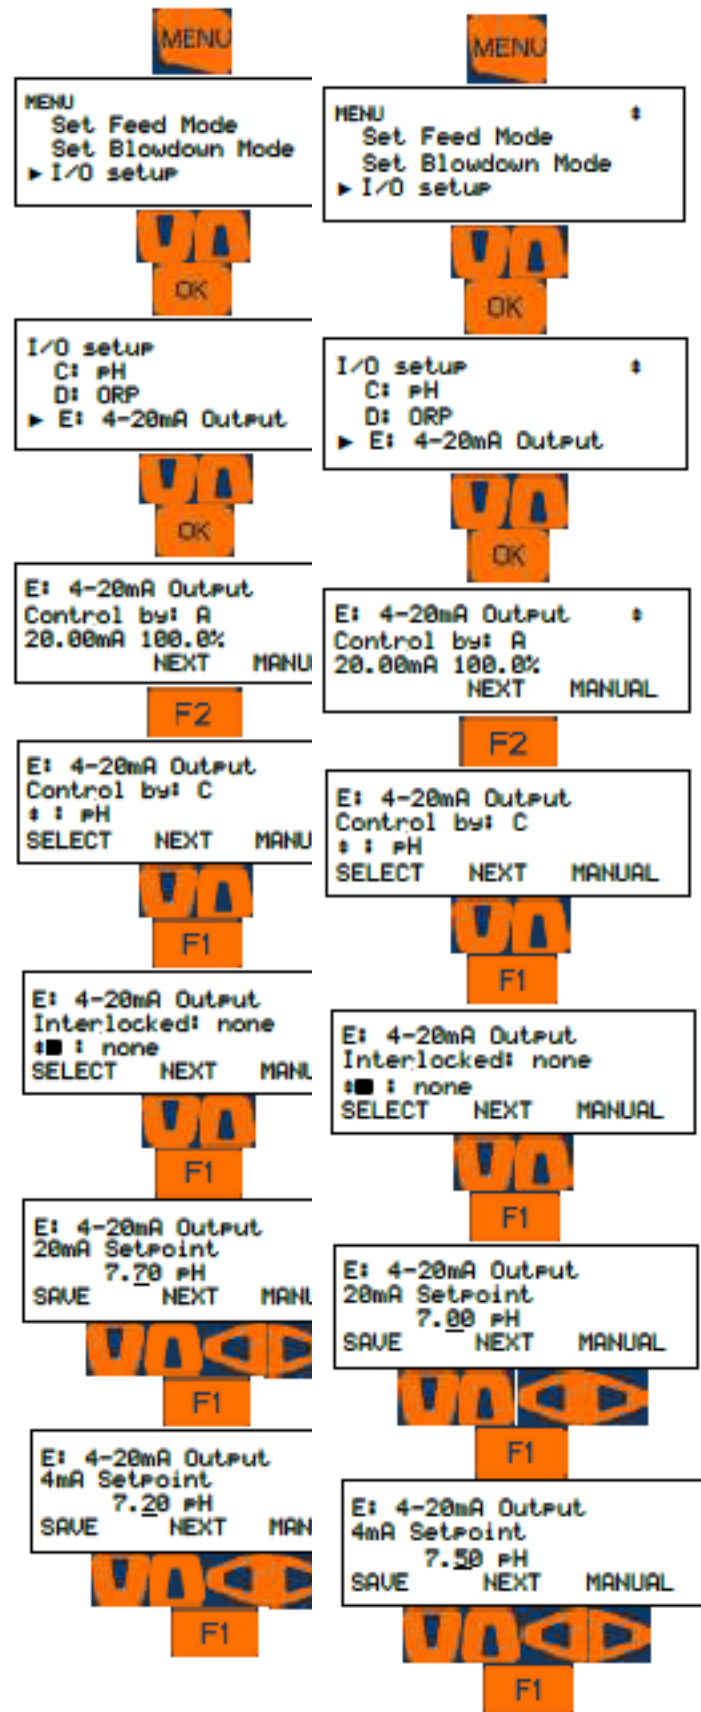 MENU
MENU
Set Feed Mode
Set Blowdown Mode
►I/O setup
OK
I/O setup
C: pH
D: ORP
► E: 4-20mA Output
OK
E: 4-20mA Output
Control by: A
20.00mA 100.0%
NEXT MANU
F2
E: 4-20mA Output
Control by: C
‡ : pH
SELECT NEXT MANU
F1
E: 4-20mA Output
Interlocked: none
‡■ : none
SELECT NEXT MANU
F1
E: 4-20mA Output
20mA Setpoint
7.70 pH
SAVE NEXT MANU
F1
E: 4-20mA Output
4mA Setpoint
7.20 pH
SAVE NEXT MAN
F1
MENU
MENU ‡
Set Feed Mode
Set Blowdown Mode
►I/O setup
OK
I/O setup ‡
C: pH
D: ORP
► E: 4-20mA Output
OK
E: 4-20mA Output ‡
Control by: A
20.00mA 100.0%
NEXT MANUAL
F2
E: 4-20mA Output
Control by: C
‡ : pH
SELECT NEXT MANUAL
F1
E: 4-20mA Output
Interlocked: none
‡■ : none
SELECT NEXT MANUAL
F1
E: 4-20mA Output
20mA Setpoint
7.00 pH
SAVE NEXT MANUAL
F1
E: 4-20mA Output
4mA Setpoint
7.50 pH
SAVE NEXT MANUAL
F1